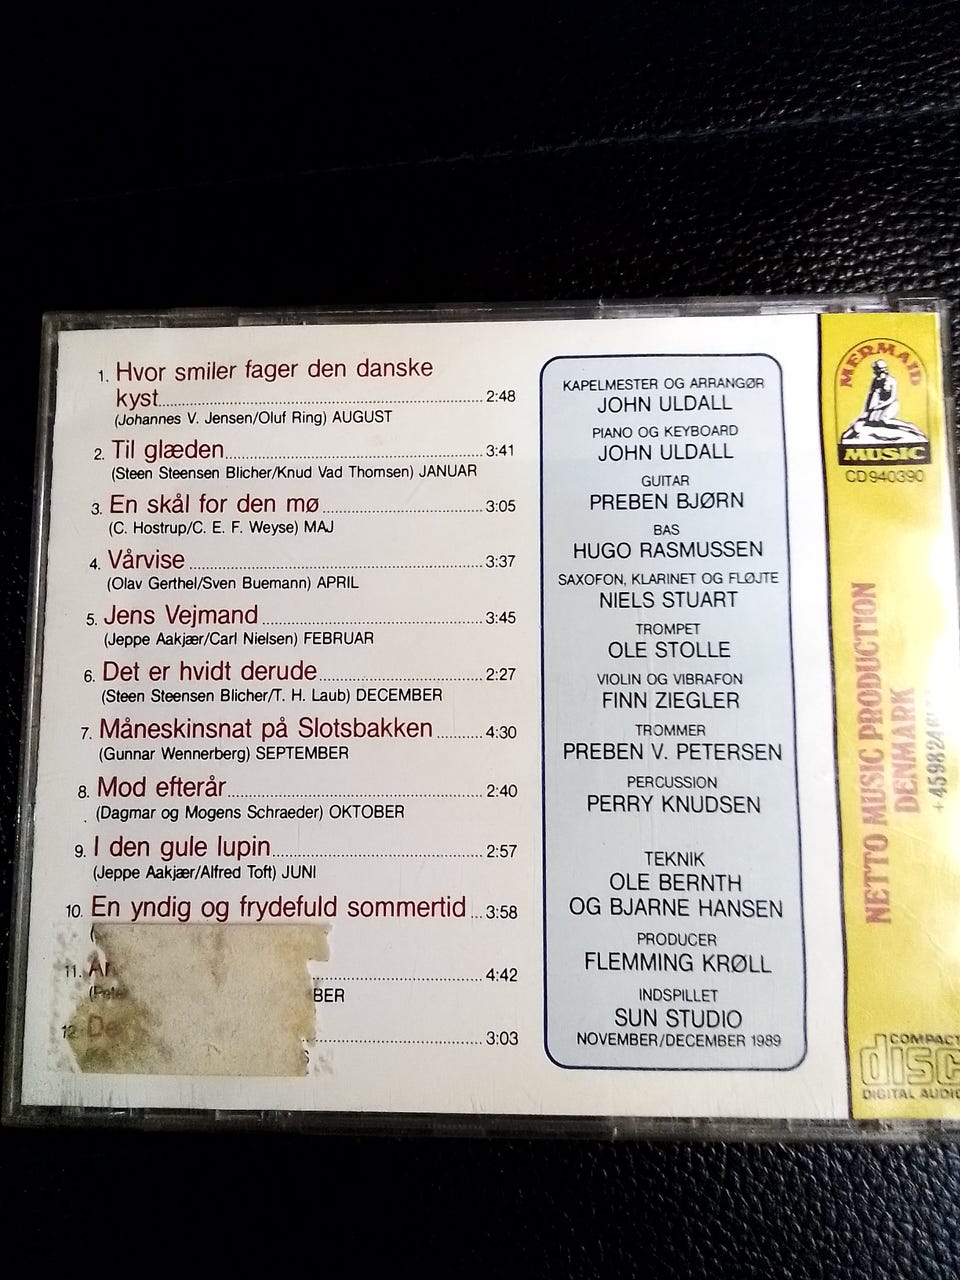 1. Hvor smiler fager den danske
kyst 2:48
(Johannes V. Jensen/Oluf Ring) AUGUST
2. Til glæden 3:41
(Steen Steensen Blicher/Knud Vad Thomsen) JANUAR
3. En skål for den mø 3:05
(C. Hostrup/C. E. F. Weyse) MAJ
4. Vårvise 3:37
(Olav Gerthel/Sven Buemann) APRIL
5. Jens Vejmand 3:45
(Jeppe Aakjær/Carl Nielsen) FEBRUAR
6. Det er hvidt derude 2:27
(Steen Steensen Blicher/T. H. Laub) DECEMBER
7. Måneskinsnat på Slotsbakken 4:30
(Gunnar Wennerberg) SEPTEMBER
8. Mod efterår 2:40
(Dagmar og Mogens Schraeder) OKTOBER
9. I den gule lupin 2:57
(Jeppe Aakjær/Alfred Toft) JUNI
10. En yndig og frydefuld sommertid 3:58
11. 4:42
12 3:03
KAPELMESTER OG ARRANGØR
JOHN ULDALL
PIANO OG KEYBOARD
JOHN ULDALL
GUITAR
PREBEN BJØRN
BAS
HUGO RASMUSSEN
SAXOFON, KLARINET OG FLØJTE
NIELS STUART
TROMPET
OLE STOLLE
VIOLIN OG VIBRAFON
FINN ZIEGLER
TROMMER
PREBEN V. PETERSEN
PERCUSSION
PERRY KNUDSEN
TEKNIK
OLE BERNTH
OG BJARNE HANSEN
PRODUCER
FLEMMING KRØLL
INDSPILLET
SUN STUDIO
NOVEMBER/DECEMBER 1989
MERMAID
MUSIC
CD 940390
NETTO MUSIC PRODUCTION
DENMARK
COMPACT
disc
DIGITAL AUDIO